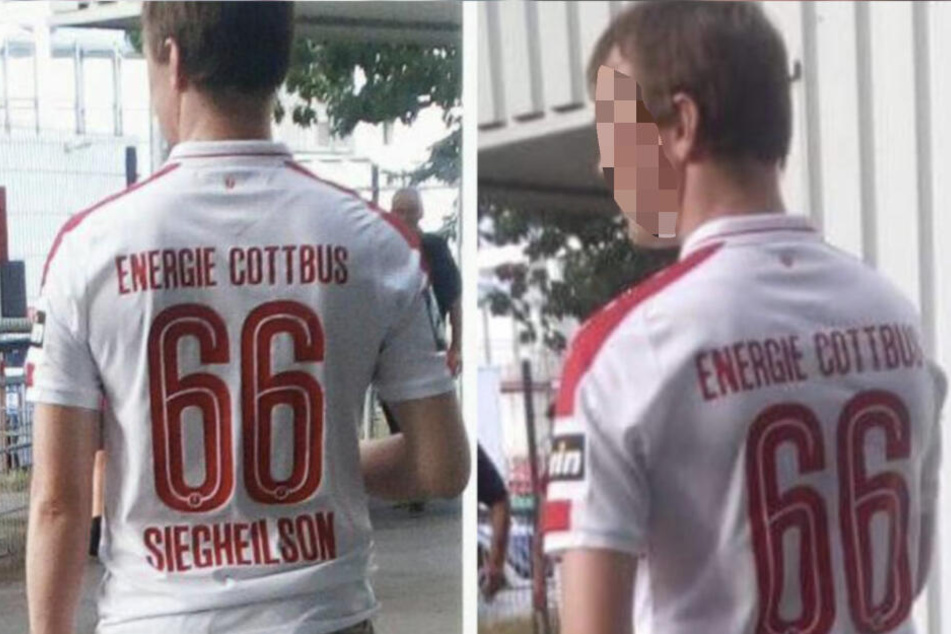 ENERGIE COTTBUS
66
SIEGHEILSON
ENERGIE COTTBUS
66